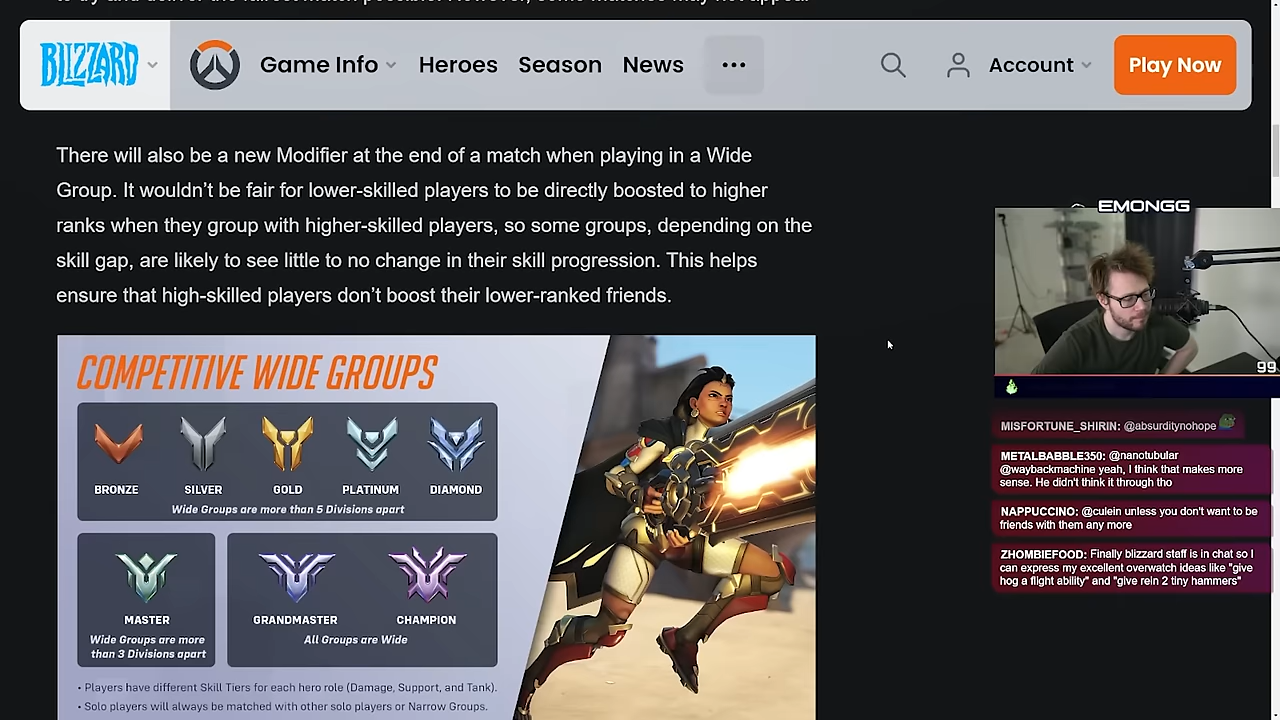 BLIZZARD
Game Info
Heroes
Season
News
Account
Play Now
There will also be a new Modifier at the end of a match when playing in a Wide
Group. It wouldn’t be fair for lower-skilled players to be directly boosted to higher
ranks when they group with higher-skilled players, so some groups, depending on the
skill gap, are likely to see little to no change in their skill progression. This helps
ensure that high-skilled players don’t boost their lower-ranked friends.
COMPETITIVE WIDE GROUPS
BRONZE
SILVER
GOLD
PLATINUM
DIAMOND
Wide Groups are more than 5 Divisions apart
MASTER
Wide Groups are more
than 3 Divisions apart
GRANDMASTER
CHAMPION
All Groups are Wide
• Players have different Skill Tiers for each hero role (Damage, Support, and Tank).
• Solo players will always be matched with other solo players or Narrow Groups.
EMONGG
99
MISFORTUNE_SHIRIN: @absurditynohope
METALBABBLE350: @nanotubular
@waybackmachine yeah, I think that makes more
sense. He didn't think it through tho
NAPPUCCINO: @culein unless you don't want to be
friends with them any more
ZHOMBIEFOOD: Finally blizzard staff is in chat so I
can express my excellent overwatch ideas like "give
hog a flight ability" and "give rein 2 tiny hammers"